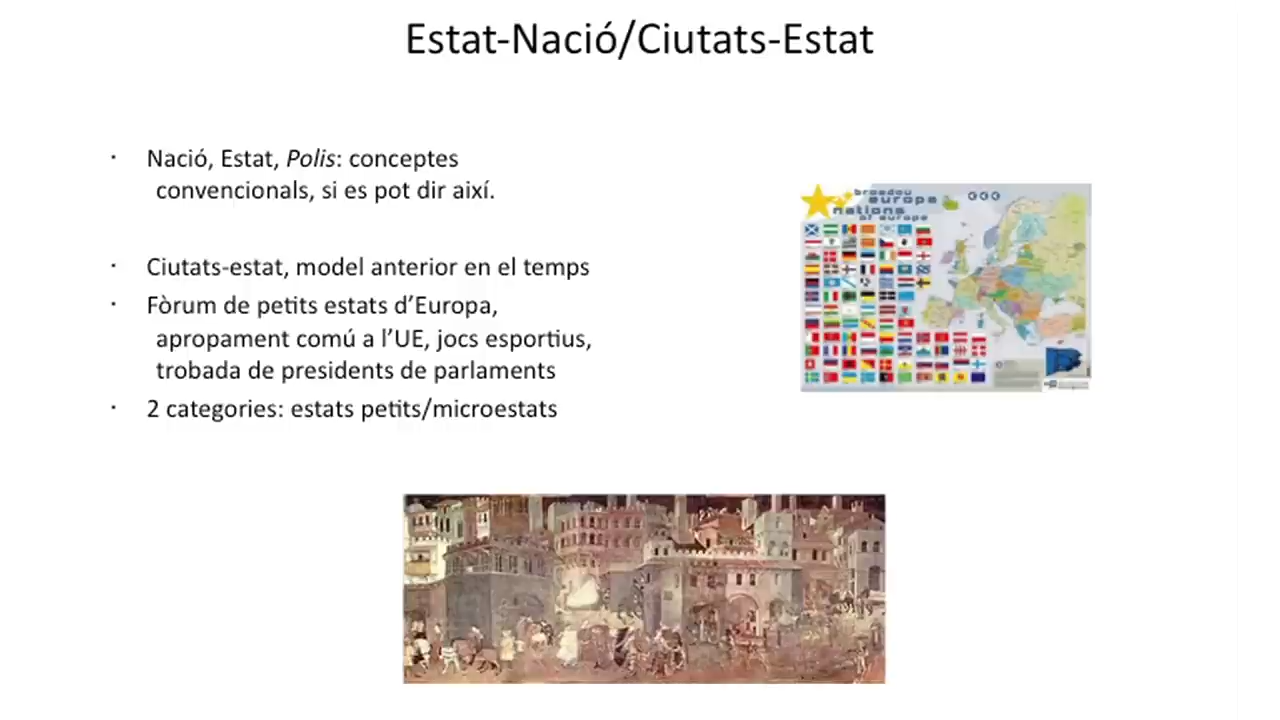 Estat-Nació/Ciutats-Estat
· Nació, Estat, Polis: conceptes
convencionals, si es pot dir així.
· Ciutats-estat, model anterior en el temps
· Fòrum de petits estats d’Europa,
apropament comú a l’UE, jocs esportius,
trobada de presidents de parlaments
· 2 categories: estats petits/microestats
europa
nations
of europe